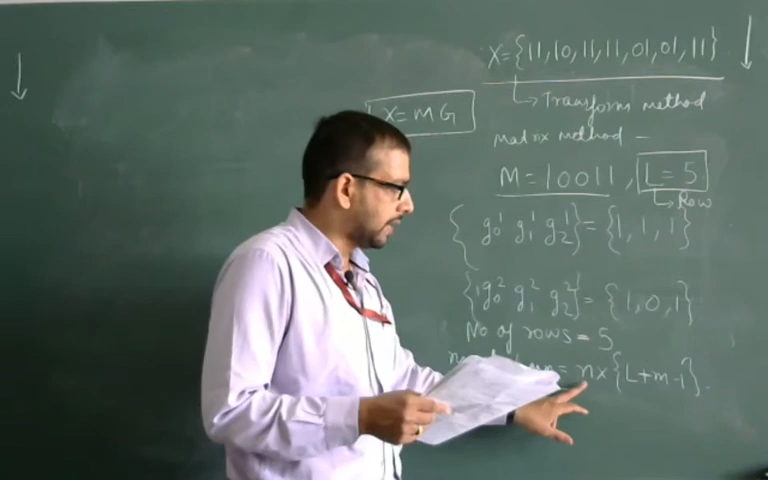 X={11,10,11,11,01,01,11}
→ Transform method
X=MG
Matrix method —
M=10011, L=5
→ Row
{g₀¹ g₁¹ g₂¹}={1,1,1}
{g₀² g₁² g₂²}={1,0,1}
No of rows=5
= n×{L+m-1}.